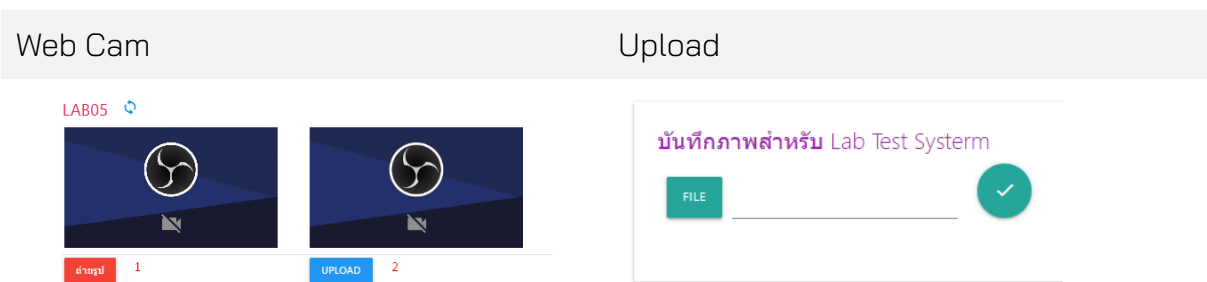 Web Cam
Upload
LAB05
ถ่ายรูป 1
UPLOAD 2
บันทึกภาพสำหรับ Lab Test Systerm
FILE